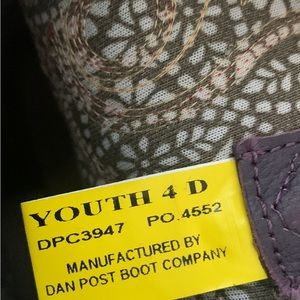 YOUTH 4 D
DPC3947 PO.4552
MANUFACTURED BY
DAN POST BOOT COMPANY